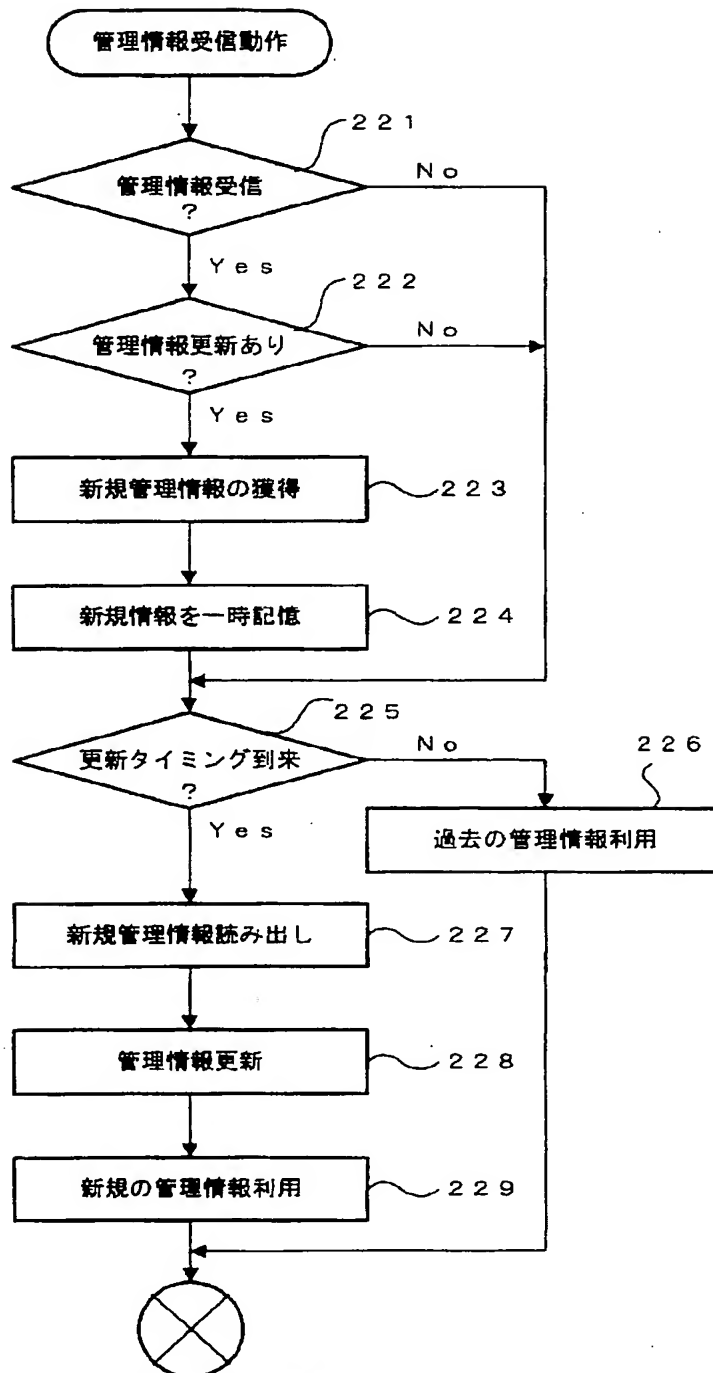 管理情報受信動作
221
管理情報受信
?
No
Yes
222
管理情報更新あり
?
No
Yes
新規管理情報の獲得
223
新規情報を一時記憶
224
225
更新タイミング到来
?
No
Yes
226
過去の管理情報利用
新規管理情報読み出し
227
管理情報更新
228
新規の管理情報利用
229